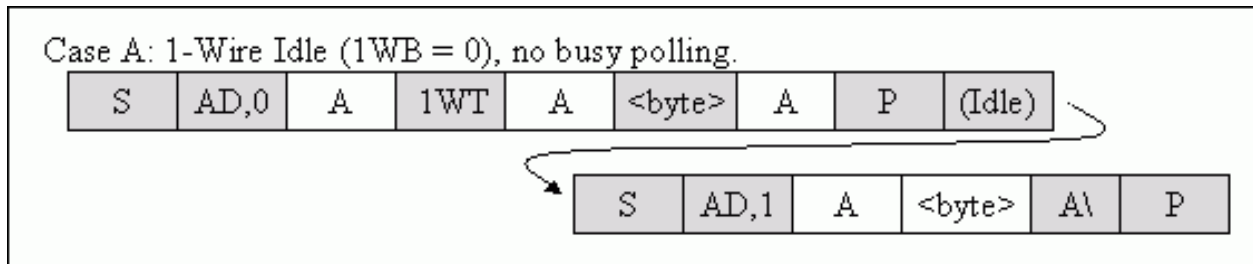 Case A: 1-Wire Idle (1WB = 0), no busy polling.
S AD,0 A 1WT A <byte> A P (Idle)
S AD,1 A <byte> A\ P